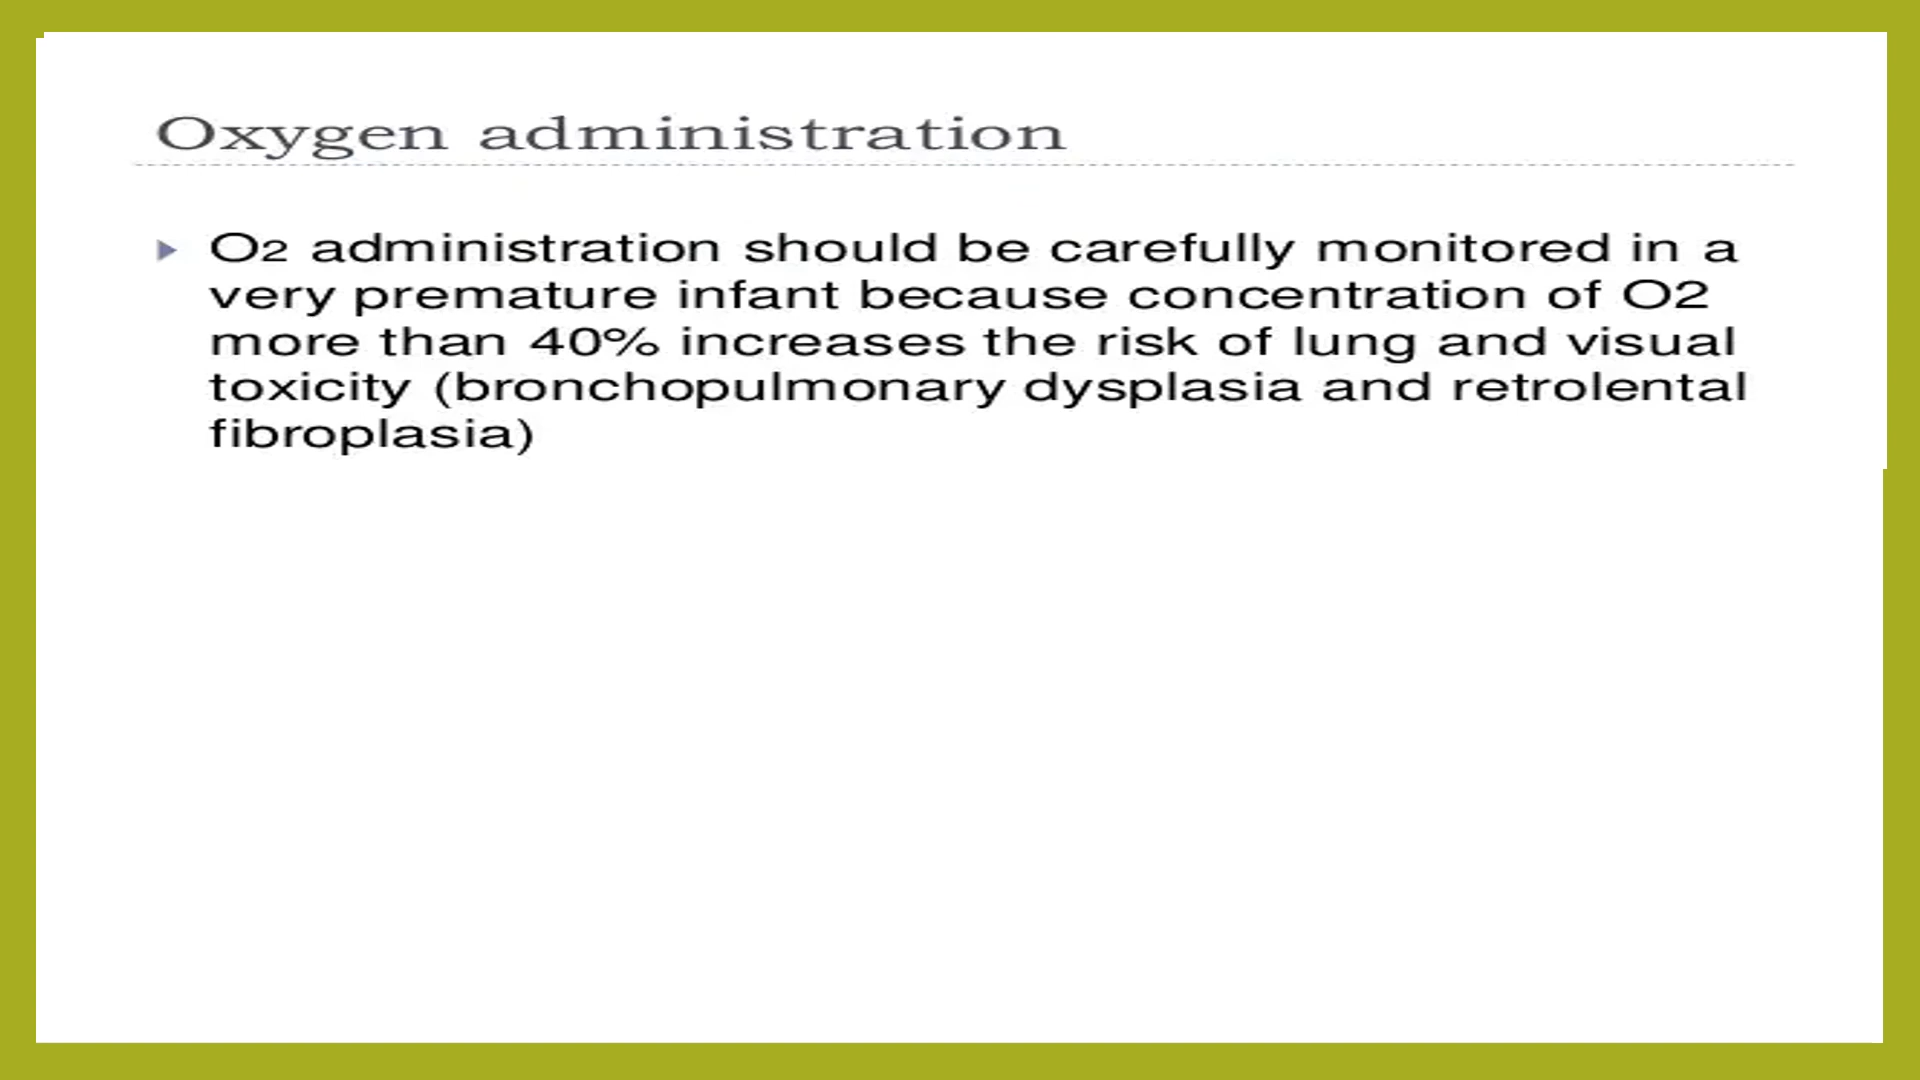 Oxygen administration
O2 administration should be carefully monitored in a
very premature infant because concentration of O2
more than 40% increases the risk of lung and visual
toxicity (bronchopulmonary dysplasia and retrolental
fibroplasia)